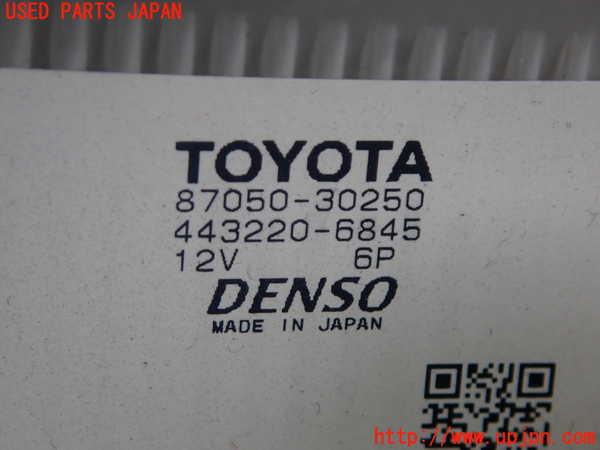 USED PARTS JAPAN
TOYOTA
87050-30250
443220-6845
12V 6P
DENSO
MADE IN JAPAN
http://www.upjpn.com